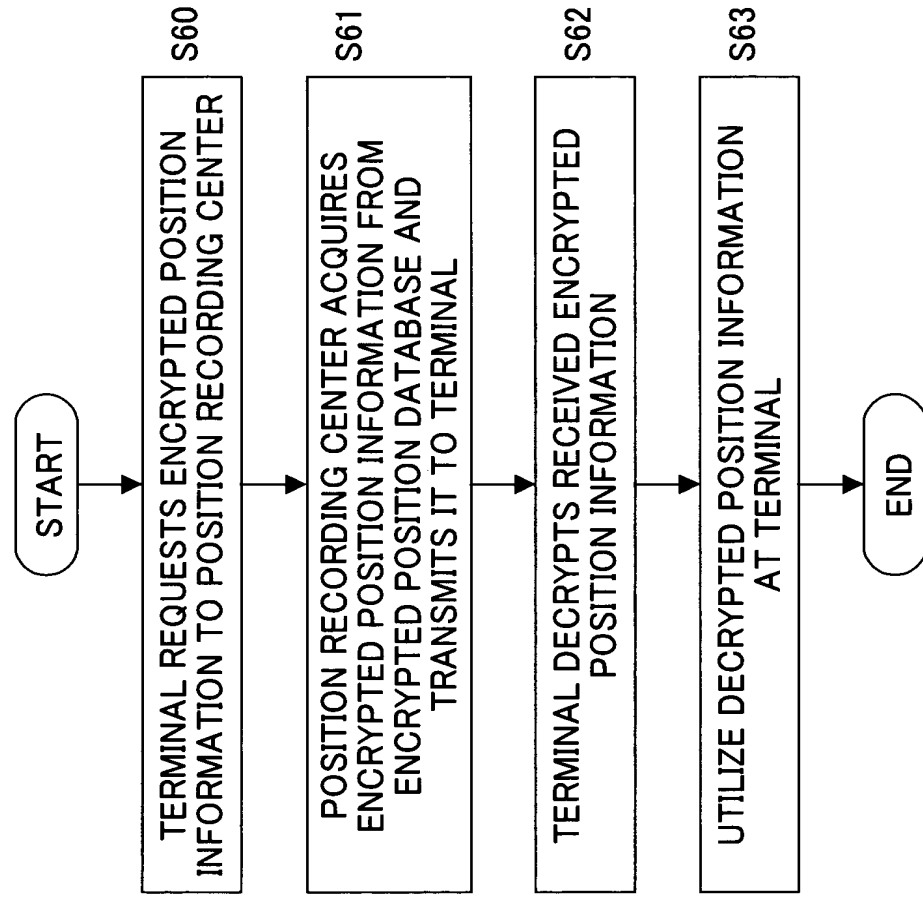 START
TERMINAL REQUESTS ENCRYPTED POSITION
INFORMATION TO POSITION RECORDING CENTER
S60
POSITION RECORDING CENTER ACQUIRES
ENCRYPTED POSITION INFORMATION FROM
ENCRYPTED POSITION DATABASE AND
TRANSMITS IT TO TERMINAL
S61
TERMINAL DECRYPTS RECEIVED ENCRYPTED
POSITION INFORMATION
S62
UTILIZE DECRYPTED POSITION INFORMATION
AT TERMINAL
S63
END